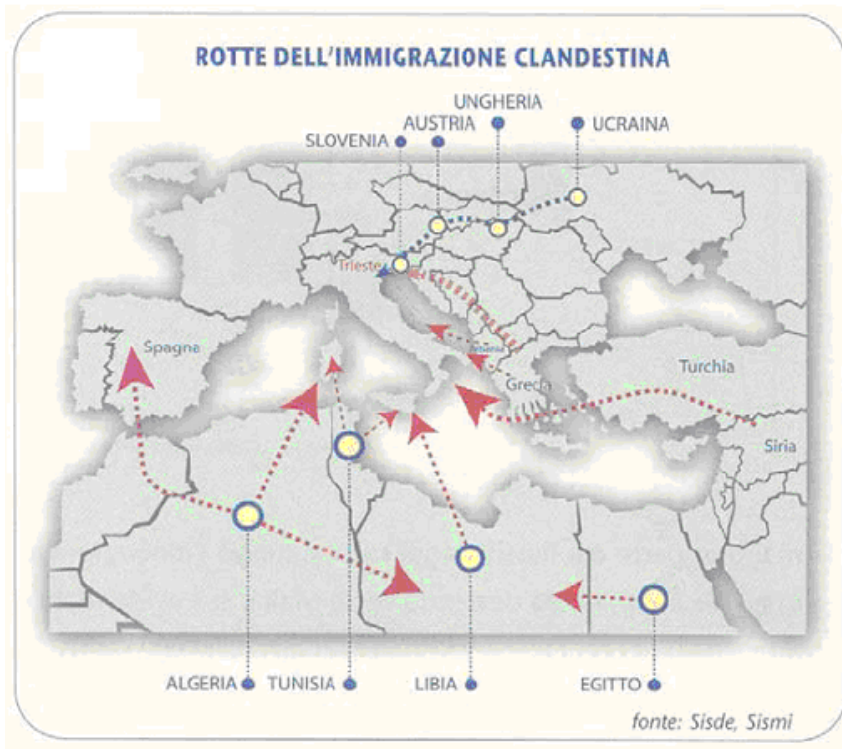 ROTTE DELL'IMMIGRAZIONE CLANDESTINA
UNGHERIA
AUSTRIA
UCRAINA
SLOVENIA
Trieste
Spagna
Albania
Turchia
Grecia
Siria
ALGERIA
TUNISIA
LIBIA
EGITTO
fonte: Sisde, Sismi